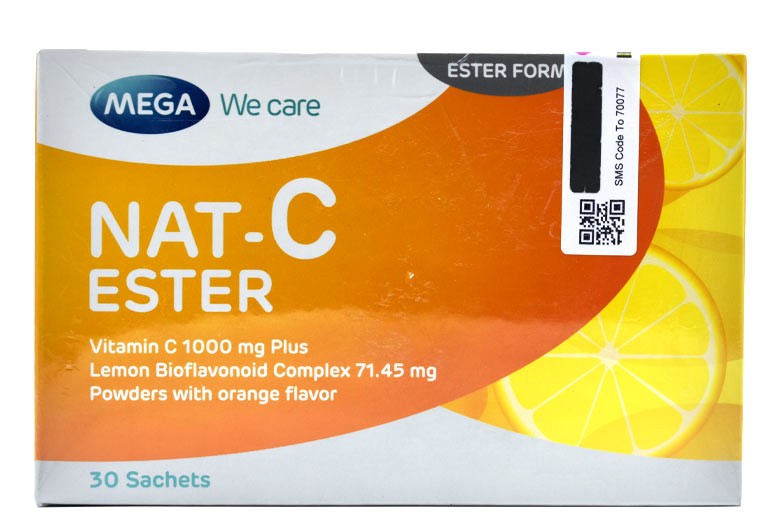 MEGA We care
ESTER FORM
SMS Code To 70077
NAT-C
ESTER
Vitamin C 1000 mg Plus
Lemon Bioflavonoid Complex 71.45 mg
Powders with orange flavor
30 Sachets